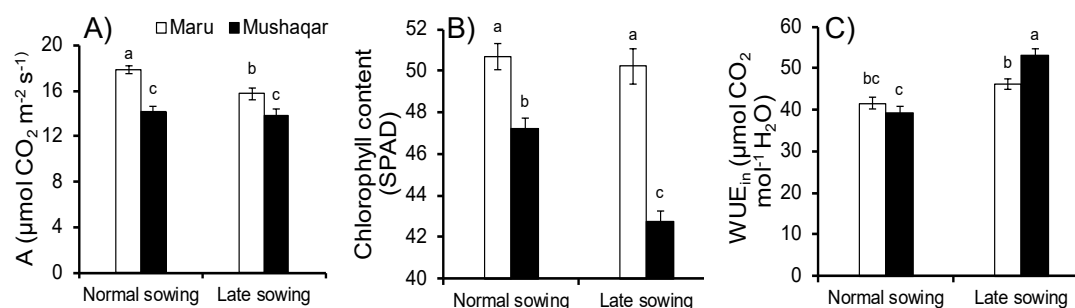 A)
Maru Mushaqar
A (µmol CO2 m-2 s-1)
20
16
12
8
4
0
a
c
b
c
Normal sowing
Late sowing
B)
Chlorophyll content
(SPAD)
52
50
48
46
44
42
40
a
b
a
c
Normal sowing
Late sowing
C)
WUEin (µmol CO2
mol-1 H2O)
60
50
40
30
20
10
0
bc
c
b
a
Normal sowing
Late sowing